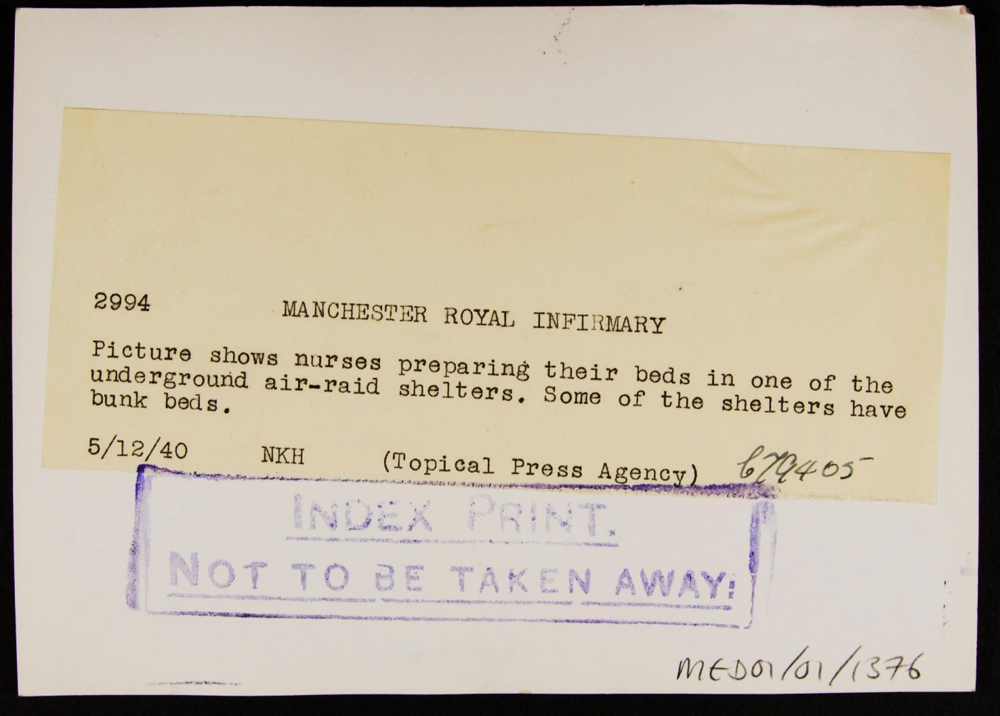 2994 MANCHESTER ROYAL INFIRMARY
Picture shows nurses preparing their beds in one of the
underground air-raid shelters. Some of the shelters have
bunk beds.
5/12/40 NKH (Topical Press Agency) 679405
INDEX PRINT.
NOT TO BE TAKEN AWAY.
MED01/01/1376